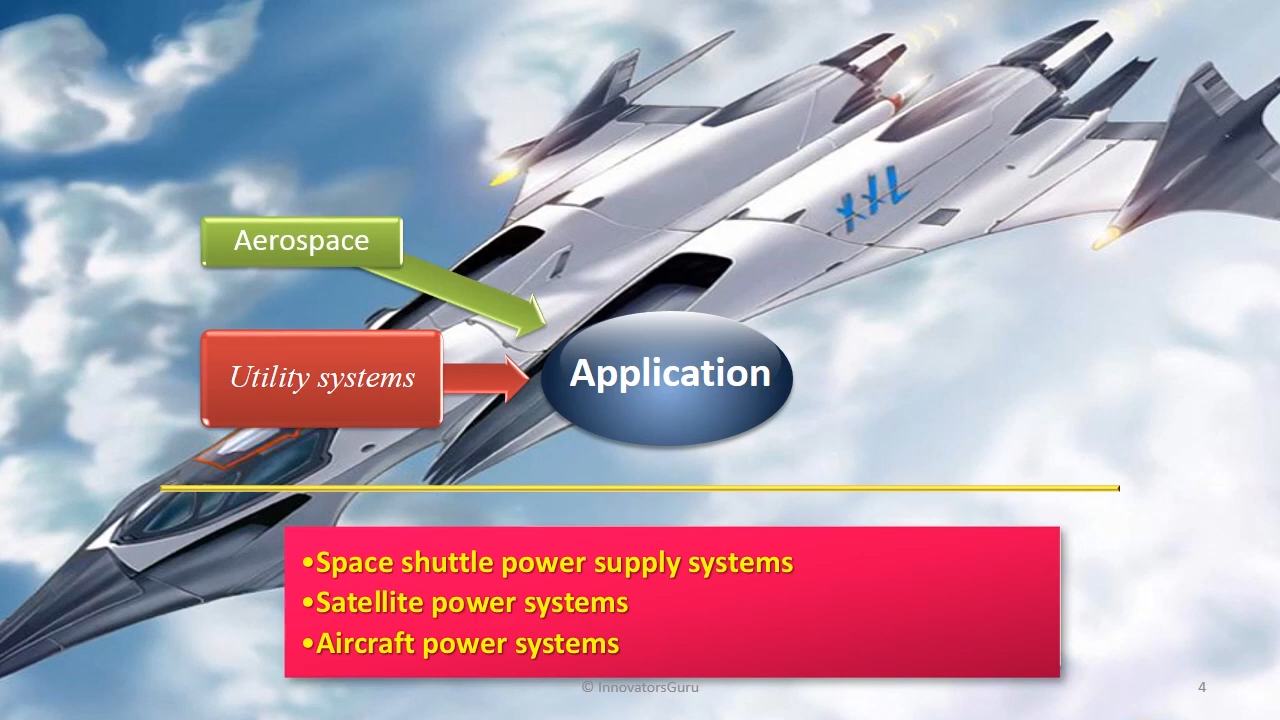 Aerospace
Utility systems
Application
•Space shuttle power supply systems
•Satellite power systems
•Aircraft power systems
© InnovatorsGuru
4